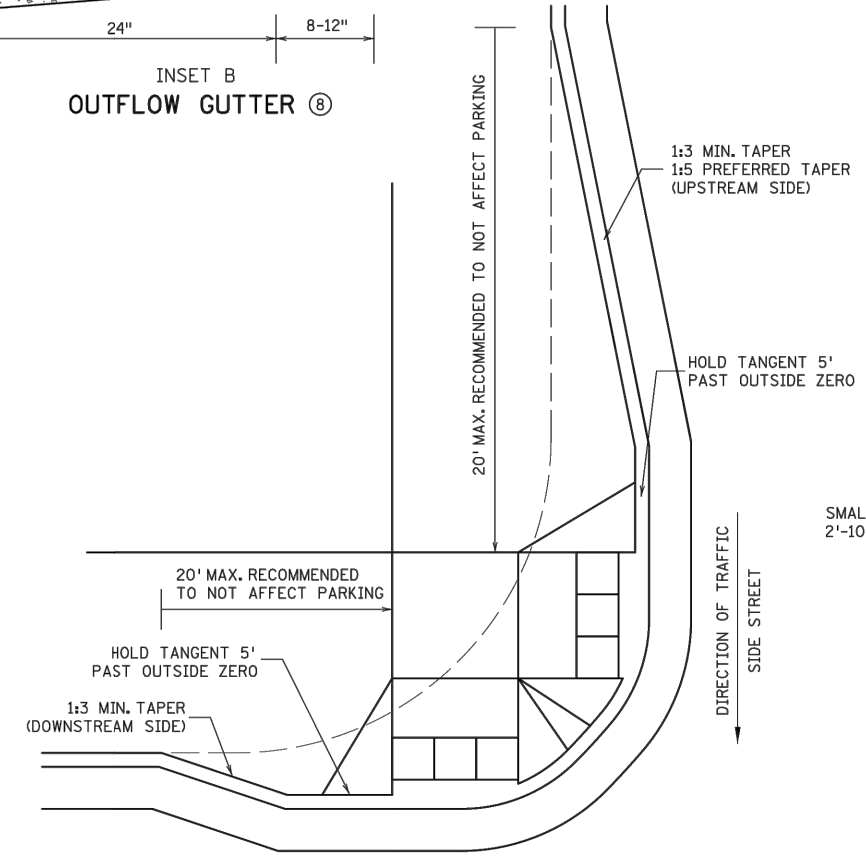 24"
8-12"
INSET B
OUTFLOW GUTTER 8
20' MAX. RECOMMENDED TO NOT AFFECT PARKING
1:3 MIN. TAPER
1:5 PREFERRED TAPER
(UPSTREAM SIDE)
HOLD TANGENT 5'
PAST OUTSIDE ZERO
SMAL
2'-10
DIRECTION OF TRAFFIC
SIDE STREET
20' MAX. RECOMMENDED
TO NOT AFFECT PARKING
HOLD TANGENT 5'
PAST OUTSIDE ZERO
1:3 MIN. TAPER
(DOWNSTREAM SIDE)